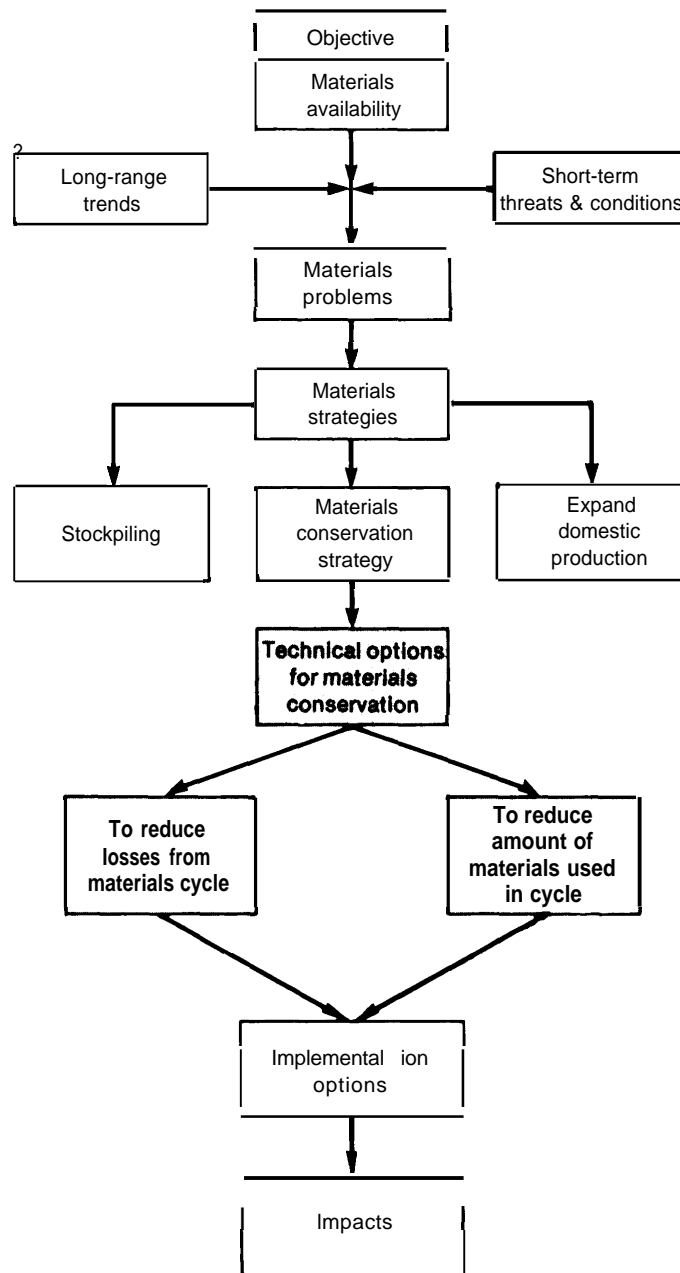 Objective
Materials
availability
?
Long-range
trends
Short-term
threats & conditions
Materials
problems
Materials
strategies
Stockpiling
Materials
conservation
strategy
Expand
domestic
production
Technical options
for materials
conservation
To reduce
losses from
materials cycle
To reduce
amount of
materials used
in cycle
Implemental ion
options
Impacts